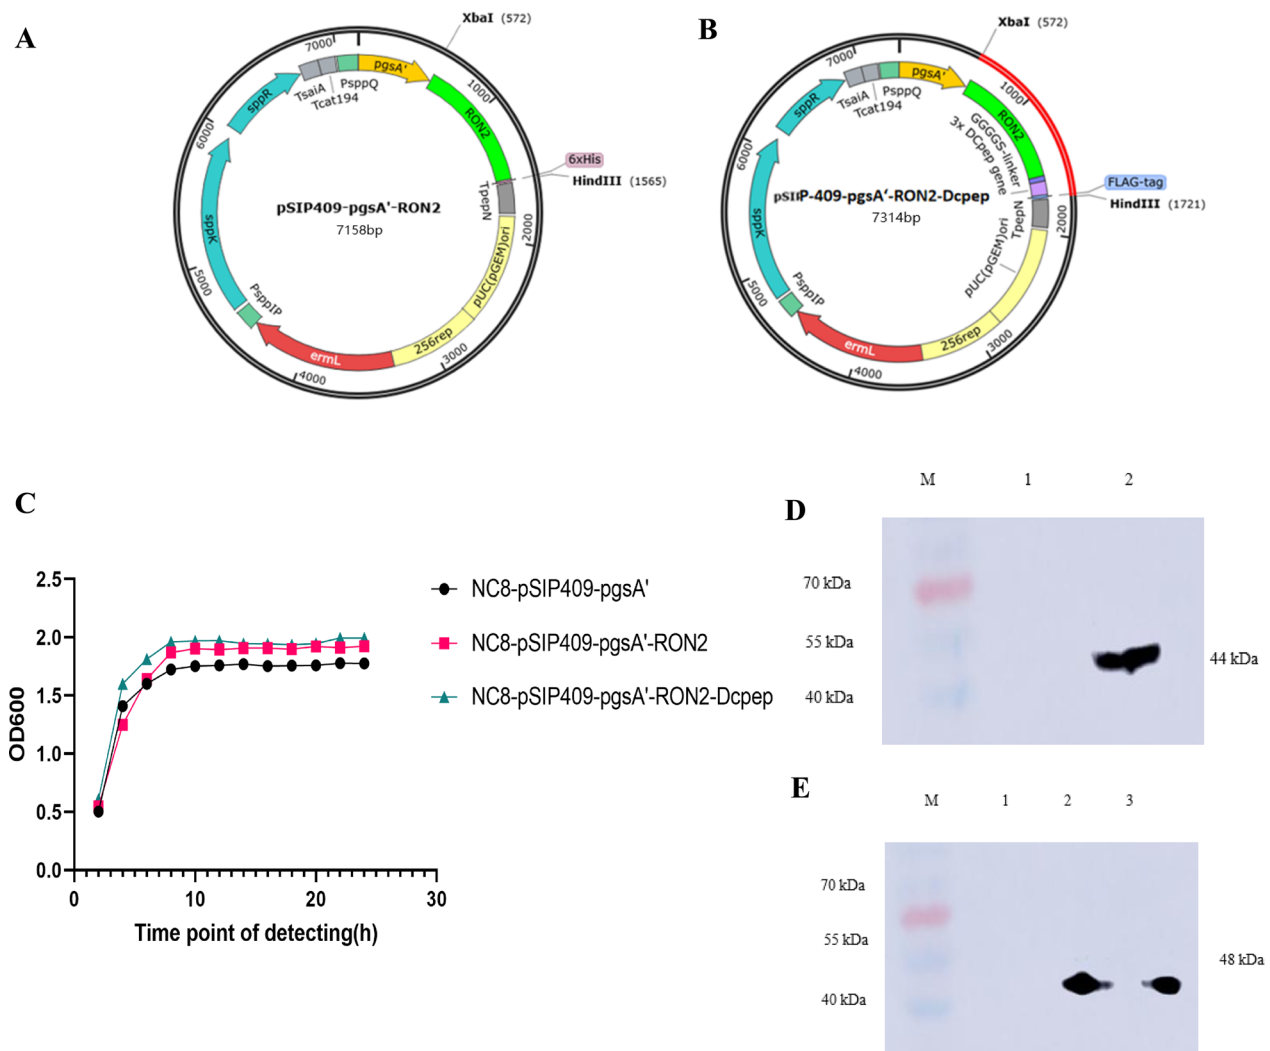 A
XbaI (572)
7000
pgsA'
PsppQ
TsaiA
Tcat194
sppR
1000
RON2
6xHis
HindIII (1565)
TpepN
6000
pSIP409-pgsA'-RON2
7158bp
2000
sppK
pUC(pGEM)ori
5000
PsppIP
256rep
ermL
3000
4000
B
XbaI (572)
7000
pgsA'
PsppQ
TsaiA
Tcat194
sppR
1000
RON2
GGGGS-linker
3x DCpep gene
FLAG-tag
HindIII (1721)
TpepN
6000
P-409-pgsA'-RON2-Dcpep
7314bp
2000
sppK
pUC(pGEM)ori
5000
PsppIP
256rep
ermL
3000
4000
C
2.5
2.0
1.5
1.0
0.5
0.0
OD600
0 10 20 30
Time point of detecting(h)
NC8-pSIP409-pgsA'
NC8-pSIP409-pgsA'-RON2
NC8-pSIP409-pgsA'-RON2-Dcpep
D
M 1 2
70 kDa
55 kDa
44 kDa
40 kDa
E
M 1 2 3
70 kDa
55 kDa
48 kDa
40 kDa